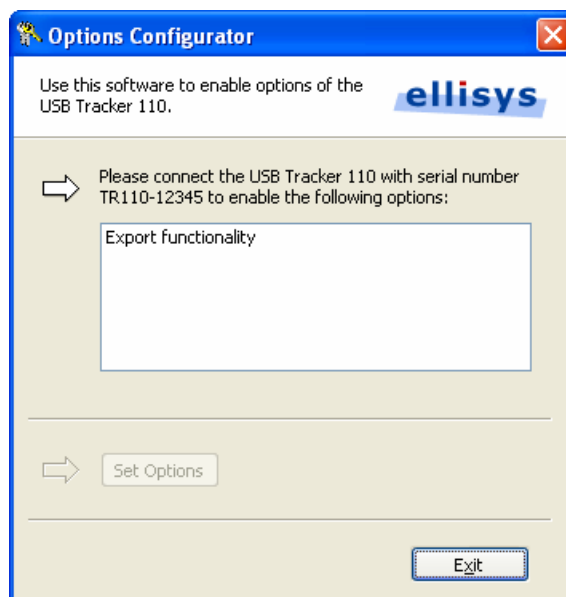 Options Configurator
Use this software to enable options of the
USB Tracker 110.
ellisys
Please connect the USB Tracker 110 with serial number
TR110-12345 to enable the following options:
Export functionality
Set Options
Exit